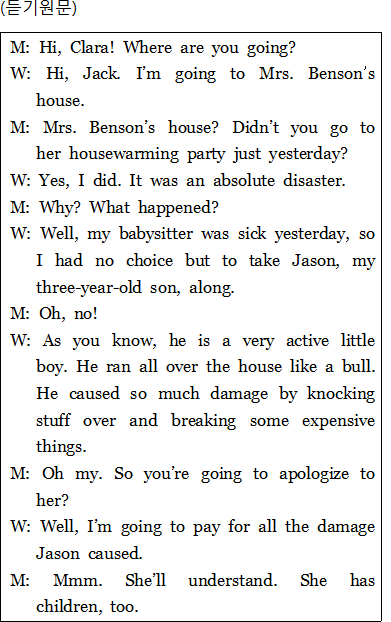 (듣기원문)
M: Hi, Clara! Where are you going?
W: Hi, Jack. I’m going to Mrs. Benson’s
house.
M: Mrs. Benson’s house? Didn’t you go to
her housewarming party just yesterday?
W: Yes, I did. It was an absolute disaster.
M: Why? What happened?
W: Well, my babysitter was sick yesterday, so
I had no choice but to take Jason, my
three-year-old son, along.
M: Oh, no!
W: As you know, he is a very active little
boy. He ran all over the house like a bull.
He caused so much damage by knocking
stuff over and breaking some expensive
things.
M: Oh my. So you’re going to apologize to
her?
W: Well, I’m going to pay for all the damage
Jason caused.
M: Mmm. She’ll understand. She has
children, too.